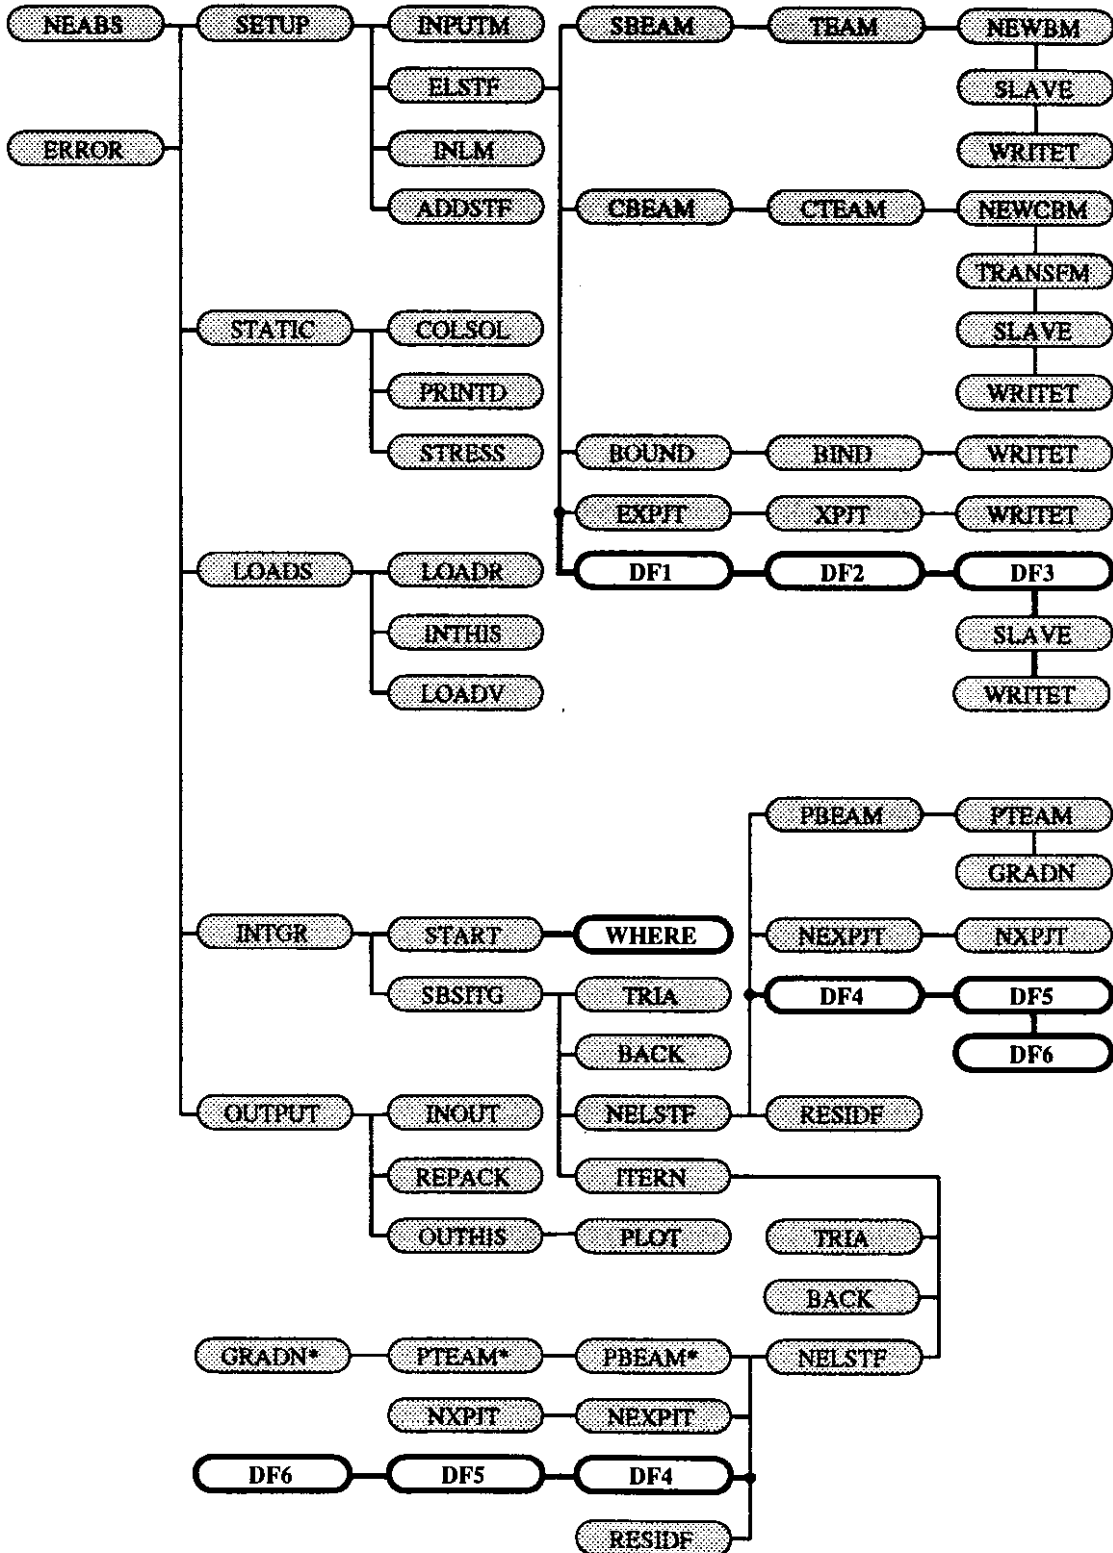 NEABS SETUP INPUTM SBEAM TEAM NEWBM
ELSTF SLAVE
ERROR INLM WRITET
ADDSTF CBEAM CTEAM NEWCBM
TRANSFM
STATIC COLSOL SLAVE
PRINTD WRITET
STRESS BOUND BIND WRITET
EXPJT XPJT WRITET
LOADS LOADR DF1 DF2 DF3
INTHIS SLAVE
LOADV WRITET
PBEAM PTEAM
GRADN
INTGR START WHERE NEXPJT NXPJT
SBSITG TRIA DF4 DF5
BACK DF6
OUTPUT INOUT NELSTF RESIDF
REPACK ITERN
OUTHIS PLOT TRIA
BACK
GRADN* PTEAM* PBEAM* NELSTF
NXPJT NEXPJT
DF6 DF5 DF4
RESIDF